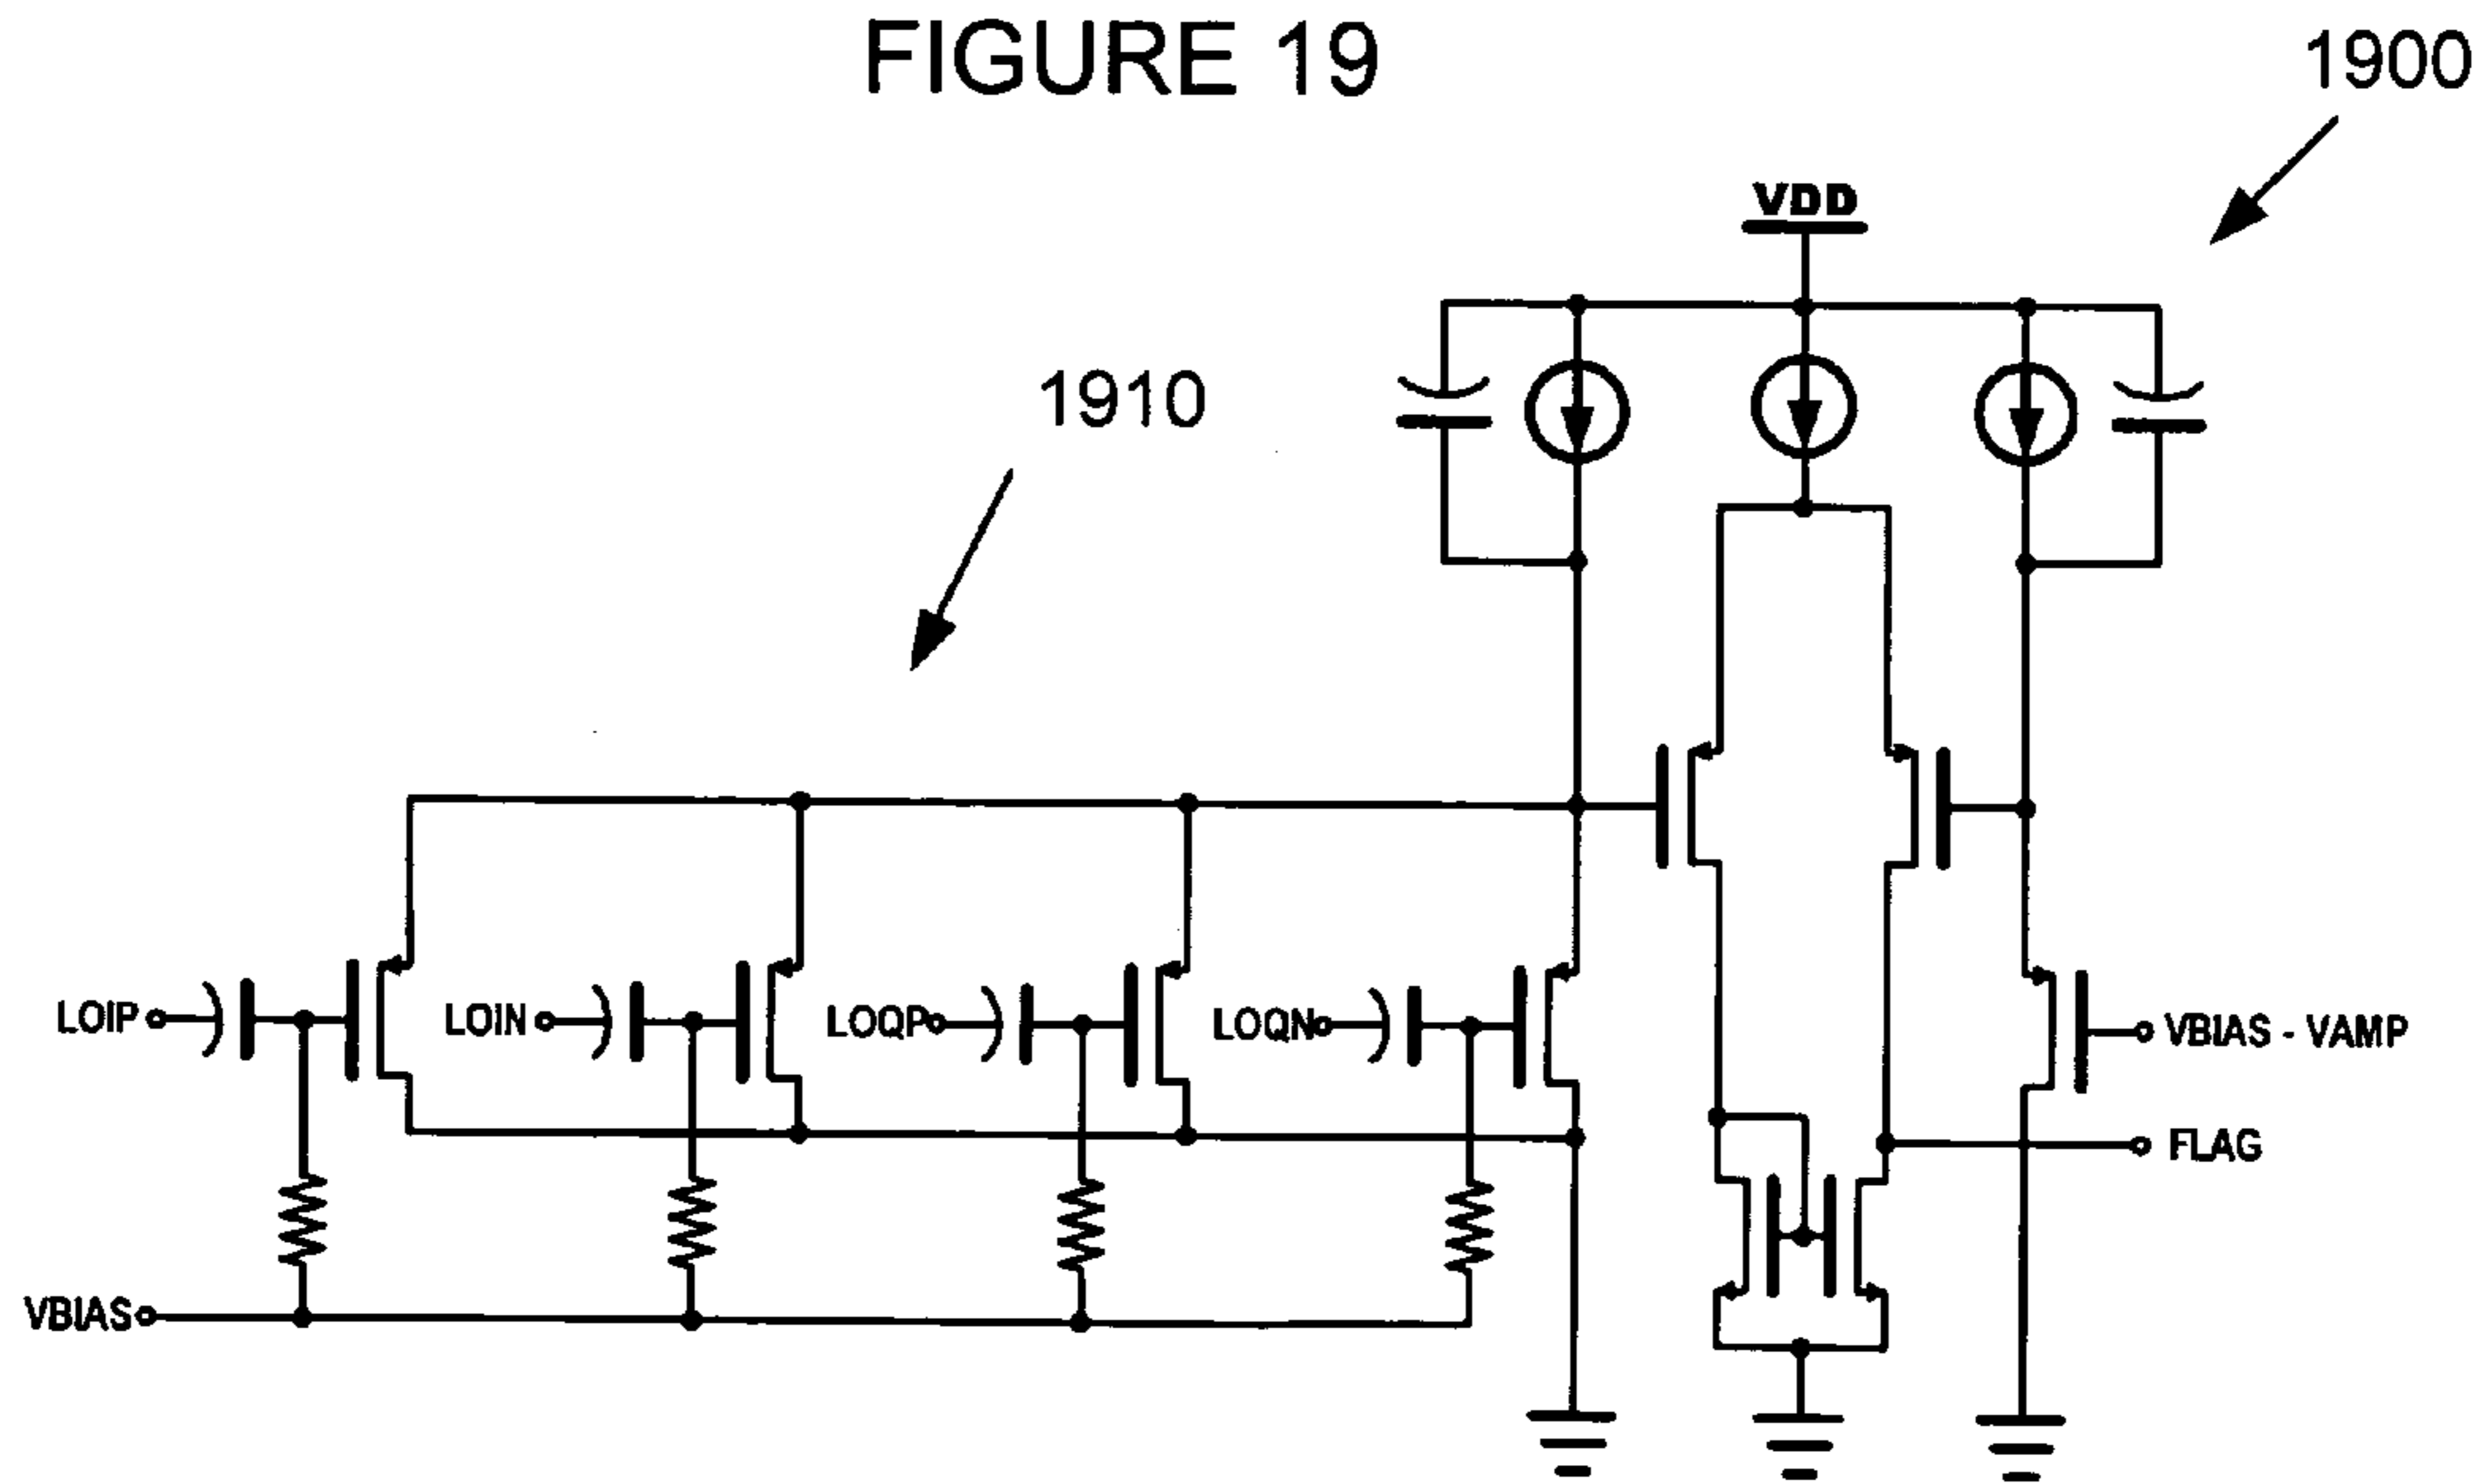 FIGURE 19
1900
VDD
1910
LOIP
LOIN
LOQP
LOQN
VBIAS - VAMP
FLAG
VBIAS